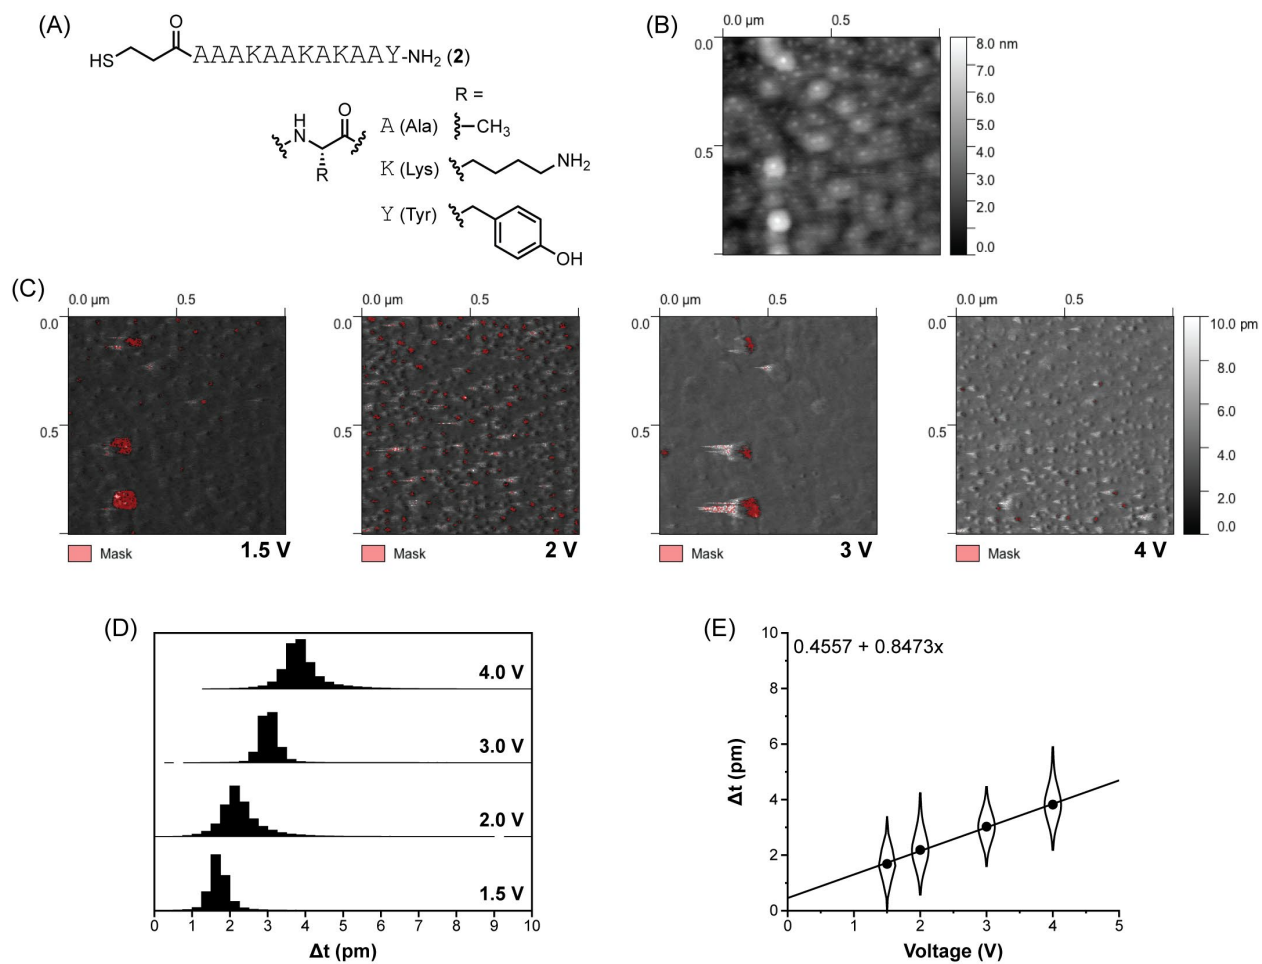 (A)
O
HS
AAAKAAKAKAAY-NH2 (2)
R =
H
N
O
R
A (Ala)
CH3
K (Lys)
NH2
Y (Tyr)
OH
(B)
0.0 µm 0.5
0.0
0.5
8.0 nm
7.0
6.0
5.0
4.0
3.0
2.0
1.0
0.0
(C)
0.0 µm 0.5
0.0
0.5
Mask 1.5 V
0.0 µm 0.5
0.0
0.5
Mask 2 V
0.0 µm 0.5
0.0
0.5
Mask 3 V
0.0 µm 0.5
0.0
0.5
Mask 4 V
10.0 pm
8.0
6.0
4.0
2.0
0.0
(D)
4.0 V
3.0 V
2.0 V
1.5 V
0 1 2 3 4 5 6 7 8 9 10
Δt (pm)
(E)
0.4557 + 0.8473x
10
8
6
4
2
0
Δt (pm)
0 1 2 3 4 5
Voltage (V)